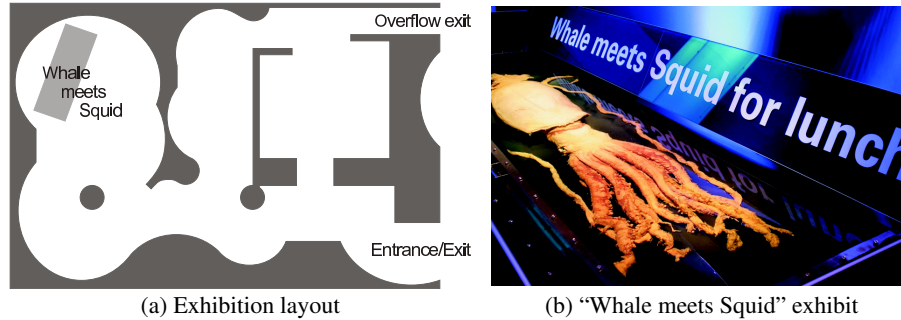 Overflow exit
Whale
meets
Squid
Entrance/Exit
(a) Exhibition layout
Whale meets Squid for lunch
(b) “Whale meets Squid” exhibit